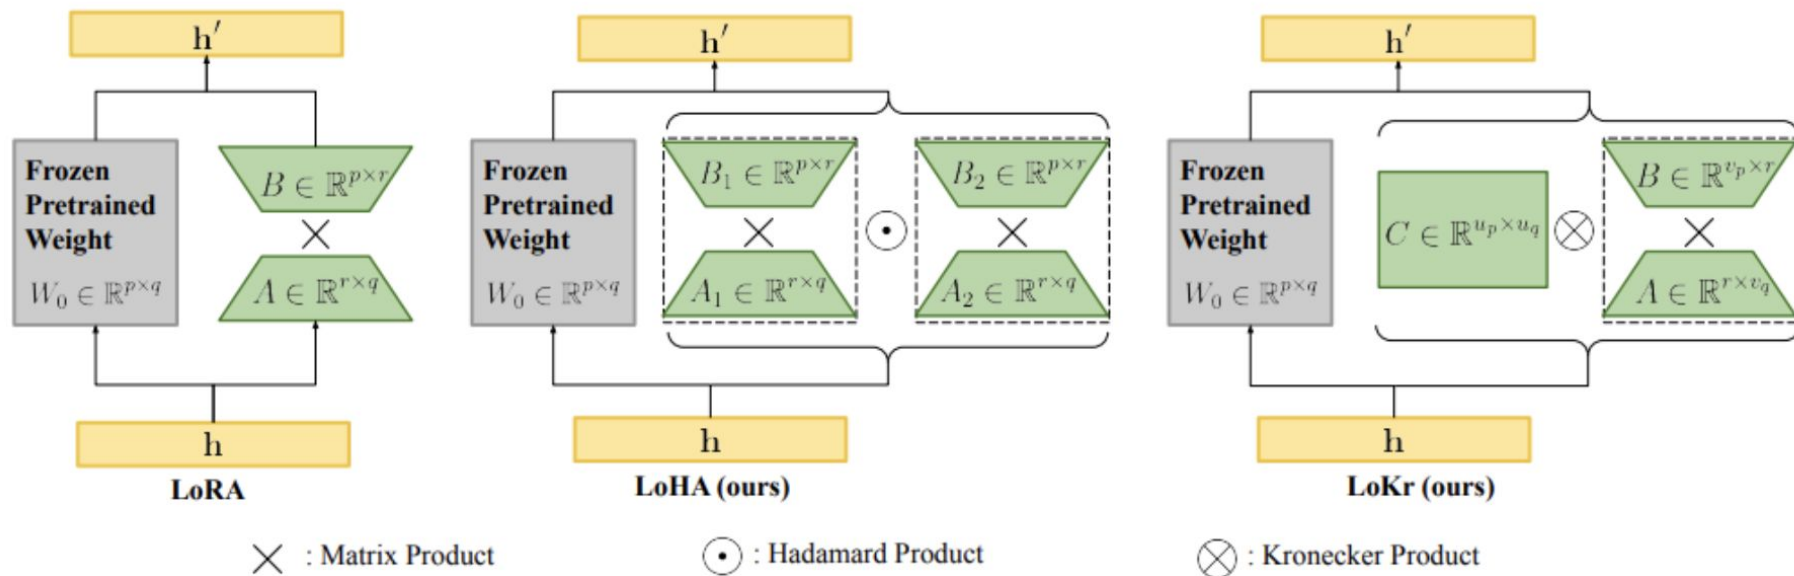 h′
Frozen
Pretrained
Weight
W₀ ∈ ℝ^{p×q}
B ∈ ℝ^{p×r}
×
A ∈ ℝ^{r×q}
h
LoRA
h′
Frozen
Pretrained
Weight
W₀ ∈ ℝ^{p×q}
B₁ ∈ ℝ^{p×r}
×
A₁ ∈ ℝ^{r×q}
⊙
B₂ ∈ ℝ^{p×r}
×
A₂ ∈ ℝ^{r×q}
h
LoHA (ours)
h′
Frozen
Pretrained
Weight
W₀ ∈ ℝ^{p×q}
C ∈ ℝ^{u_p×u_q}
⊗
B ∈ ℝ^{v_p×r}
×
A ∈ ℝ^{r×v_q}
h
LoKr (ours)
× : Matrix Product
⊙ : Hadamard Product
⊗ : Kronecker Product